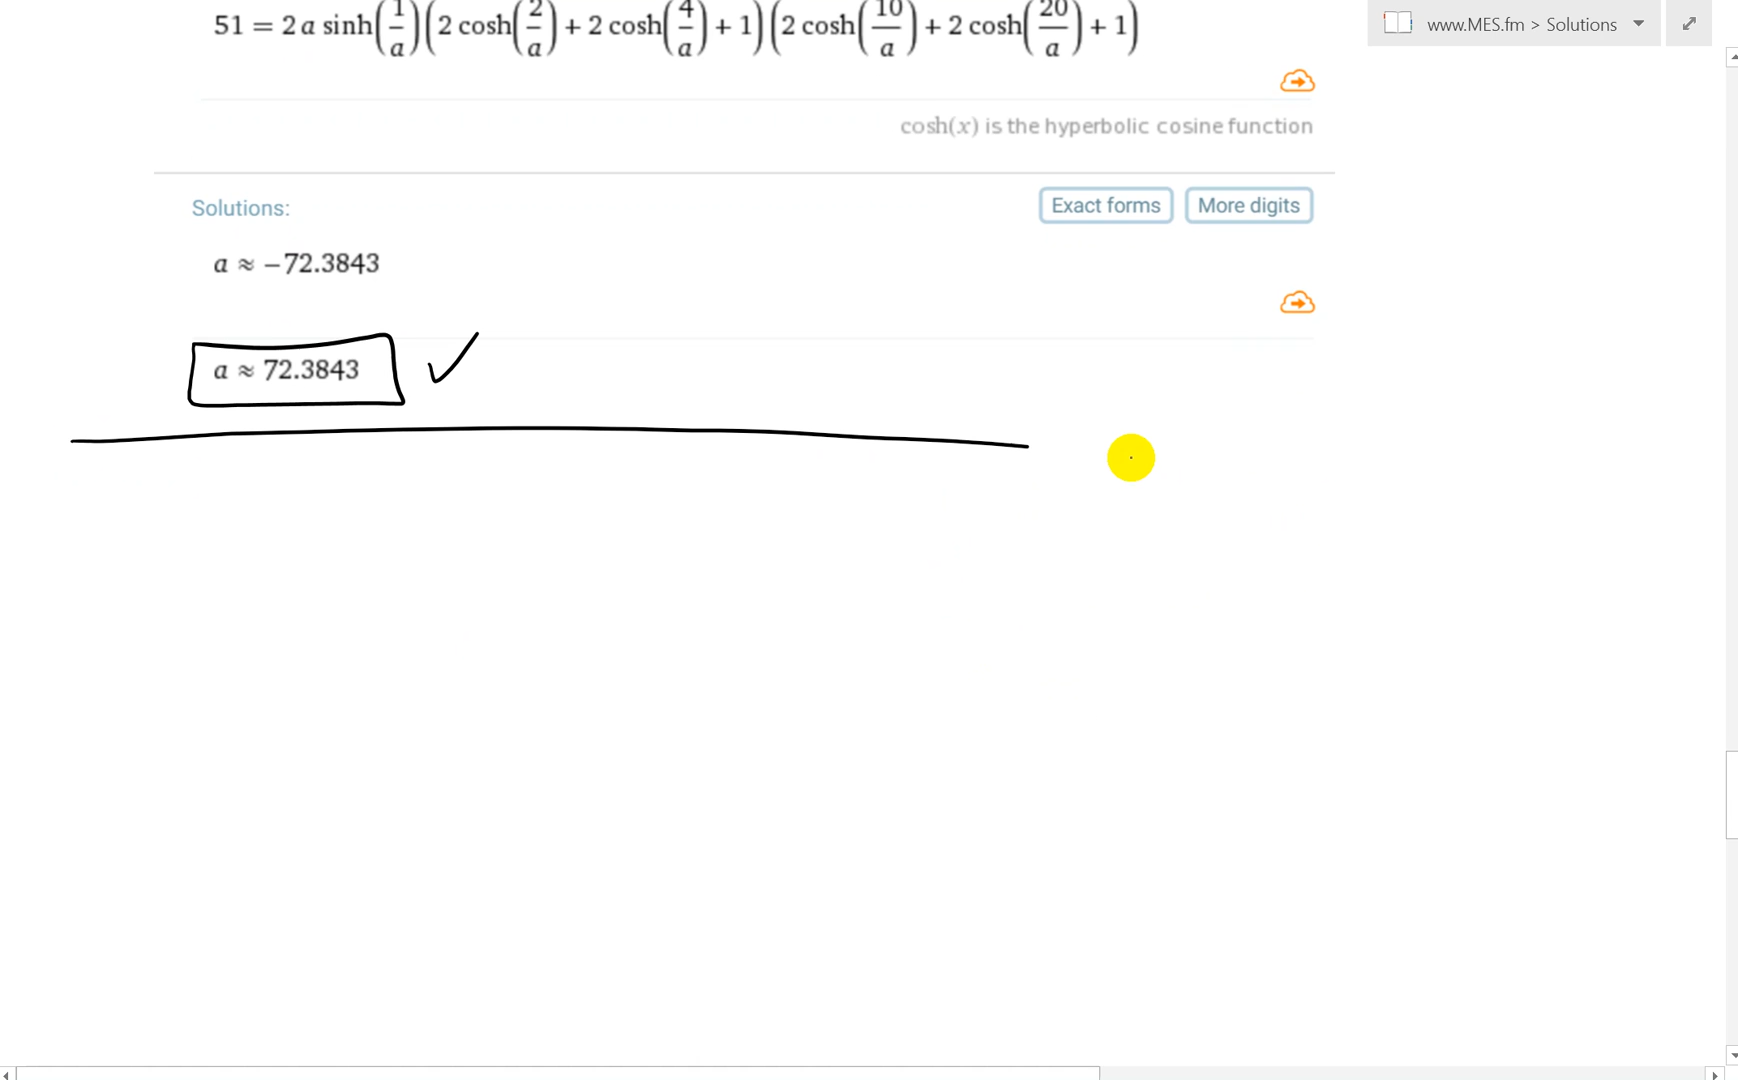 www.MES.fm > Solutions
51 = 2 a sinh(1/a) (2 cosh(2/a) + 2 cosh(4/a) + 1) (2 cosh(10/a) + 2 cosh(20/a) + 1)
cosh(x) is the hyperbolic cosine function
Solutions:
Exact forms
More digits
a ≈ −72.3843
a ≈ 72.3843